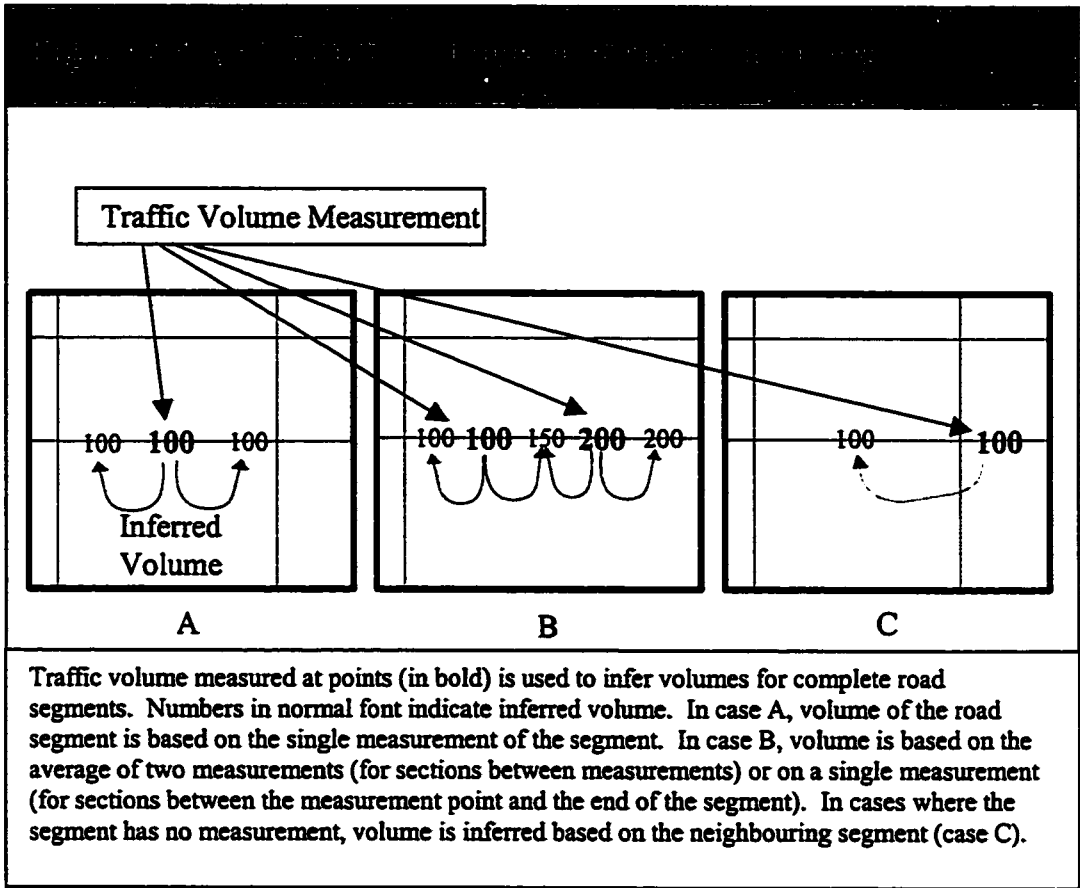 Traffic Volume Measurement
100 100 100
100 100 150 200 200
100 100
Inferred
Volume
A B C
Traffic volume measured at points (in bold) is used to infer volumes for complete road
segments. Numbers in normal font indicate inferred volume. In case A, volume of the road
segment is based on the single measurement of the segment. In case B, volume is based on the
average of two measurements (for sections between measurements) or on a single measurement
(for sections between the measurement point and the end of the segment). In cases where the
segment has no measurement, volume is inferred based on the neighbouring segment (case C).